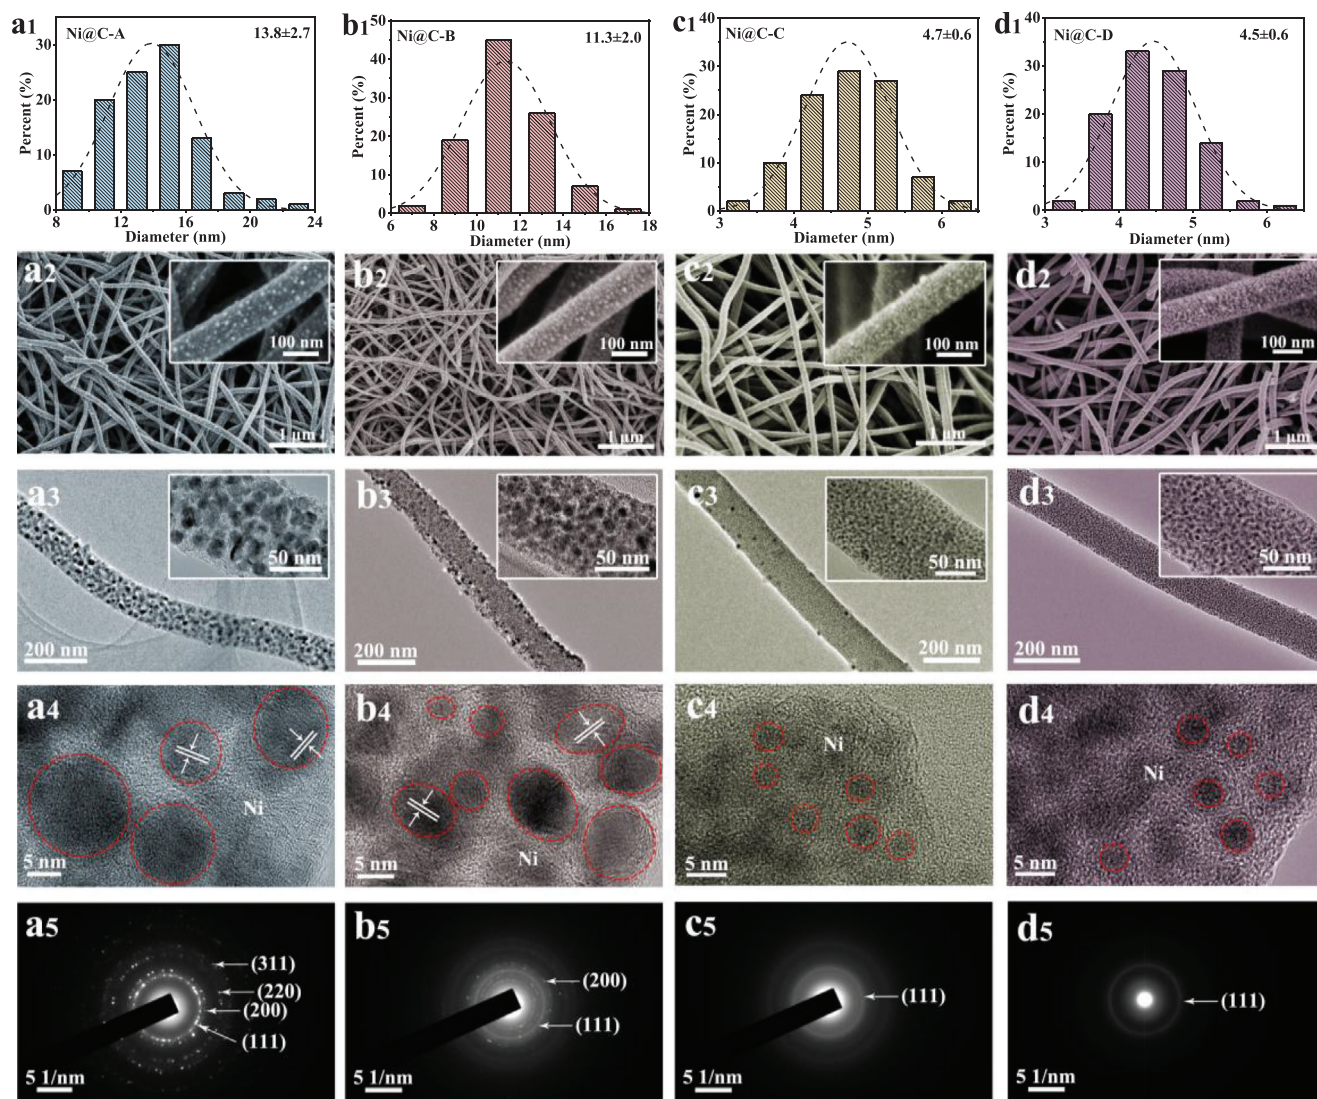 a1
Ni@C-A
13.8±2.7
Percent (%)
30
20
10
0
8
12
16
20
24
Diameter (nm)
b1
Ni@C-B
11.3±2.0
Percent (%)
50
40
30
20
10
0
6
8
10
12
14
16
18
Diameter (nm)
c1
Ni@C-C
4.7±0.6
Percent (%)
40
30
20
10
0
3
4
5
6
Diameter (nm)
d1
Ni@C-D
4.5±0.6
Percent (%)
40
30
20
10
0
3
4
5
6
Diameter (nm)
a2
100 nm
1 μm
b2
100 nm
1 μm
c2
100 nm
1 μm
d2
100 nm
1 μm
a3
50 nm
200 nm
b3
50 nm
200 nm
c3
50 nm
200 nm
d3
50 nm
200 nm
a4
Ni
5 nm
b4
Ni
5 nm
c4
Ni
5 nm
d4
Ni
5 nm
a5
(311)
(220)
(200)
(111)
5 1/nm
b5
(200)
(111)
5 1/nm
c5
(111)
5 1/nm
d5
(111)
5 1/nm